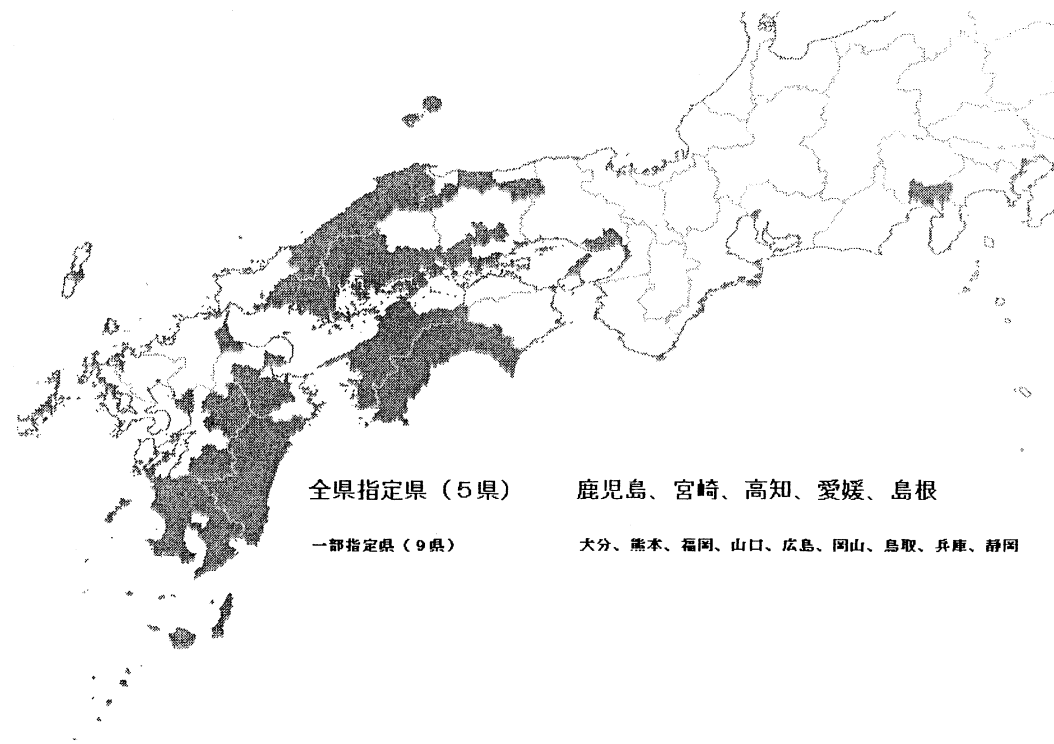 全県指定県（５県）　鹿児島、宮崎、高知、愛媛、島根
一部指定県（９県）　大分、熊本、福岡、山口、広島、岡山、鳥取、兵庫、静岡